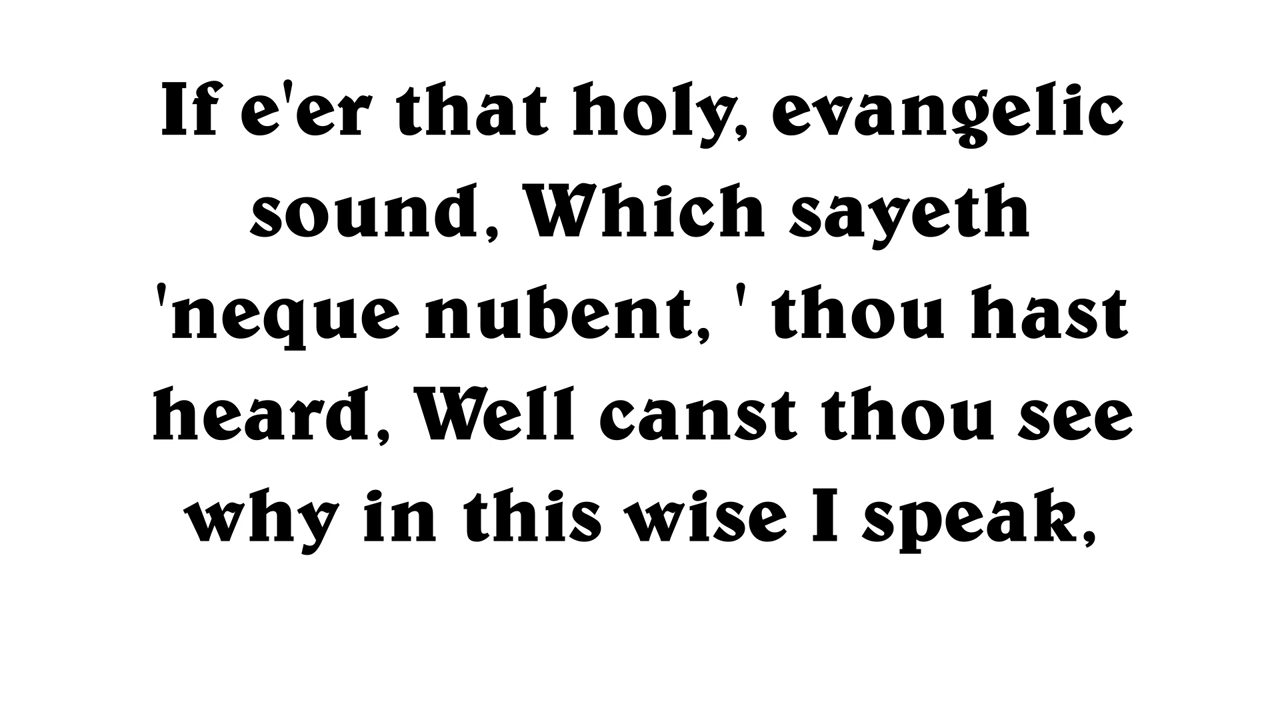 If e'er that holy, evangelic
sound, Which sayeth
'neque nubent, ' thou hast
heard, Well canst thou see
why in this wise I speak,